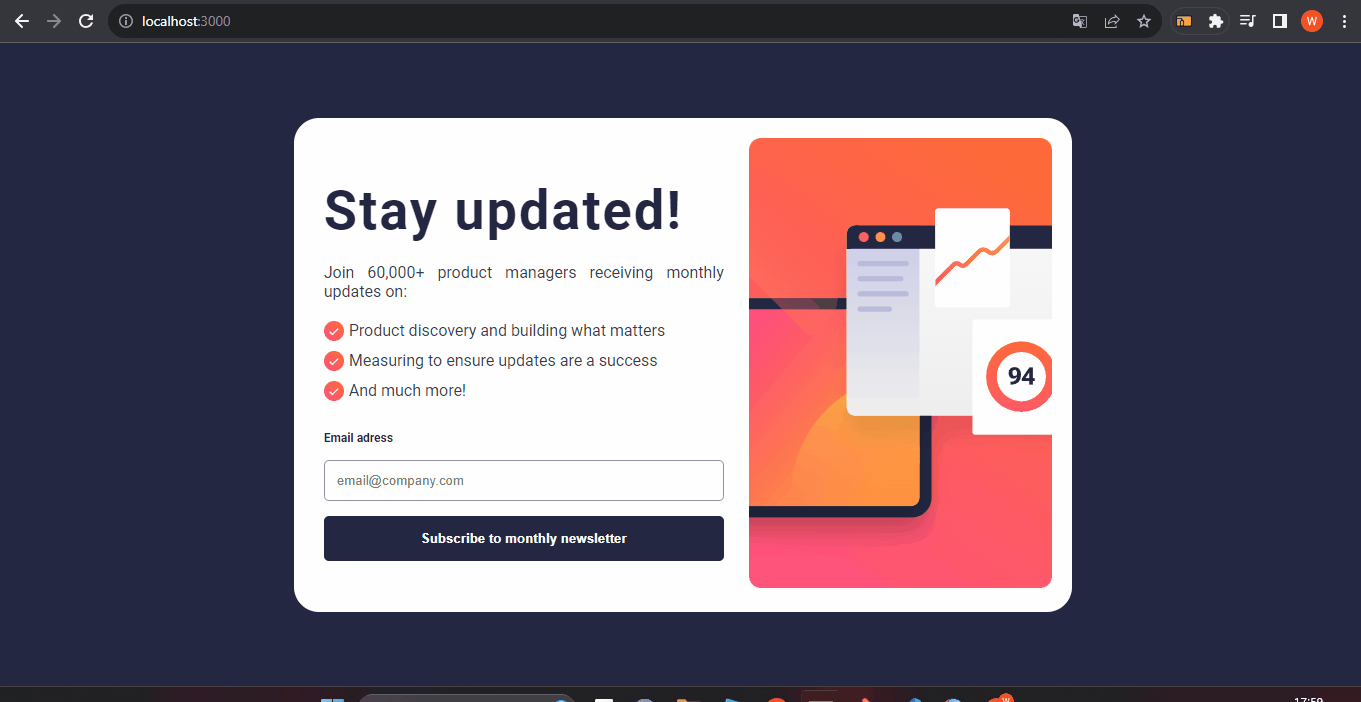 localhost:3000
W
Stay updated!
Join 60,000+ product managers receiving monthly
updates on:
Product discovery and building what matters
Measuring to ensure updates are a success
And much more!
Email adress
email@company.com
Subscribe to monthly newsletter
94
W
17:59